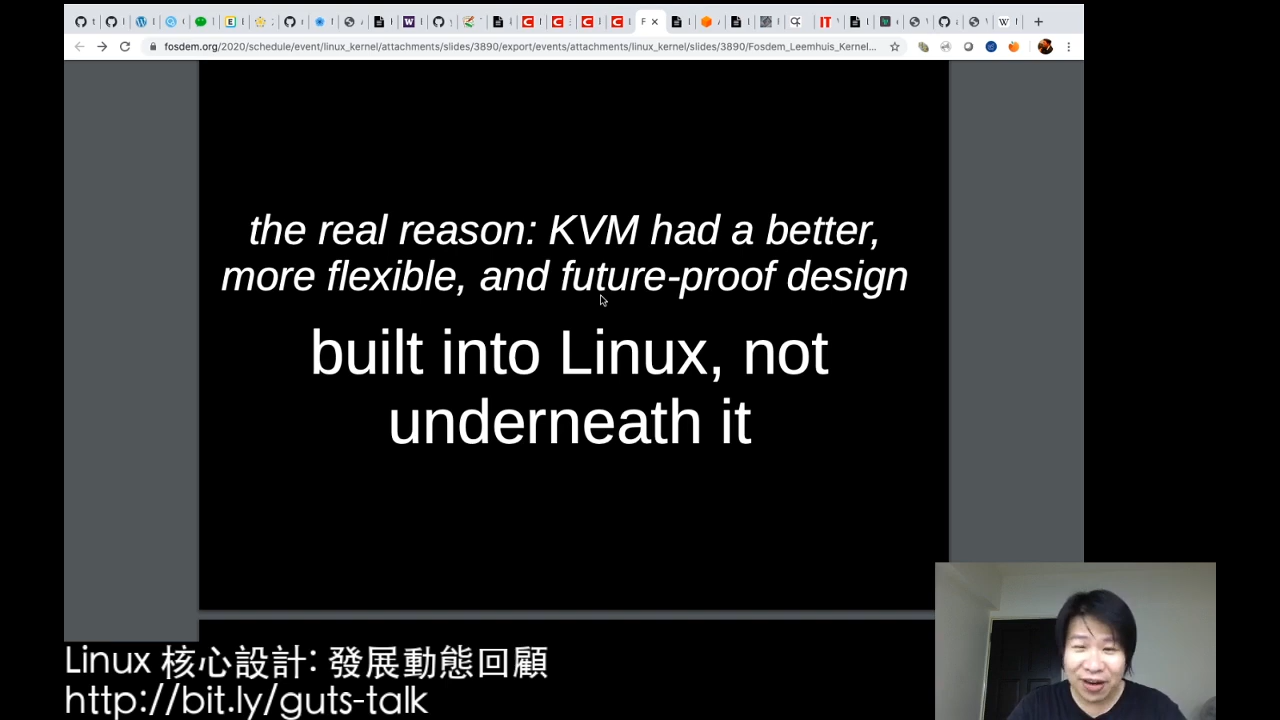 fosdem.org/2020/schedule/event/linux_kernel/attachments/slides/3890/export/events/attachments/linux_kernel/slides/3890/Fosdem_Leemhuis_Kernel...
the real reason: KVM had a better,
more flexible, and future-proof design
built into Linux, not
underneath it
Linux 核心設計: 發展動態回顧
http://bit.ly/guts-talk